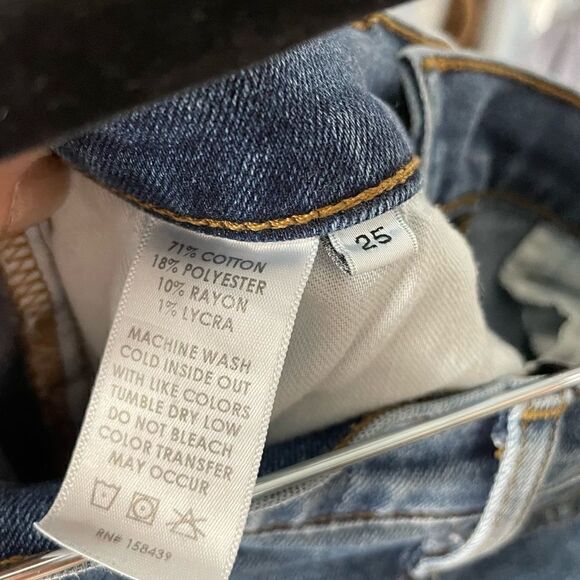 71% COTTON
18% POLYESTER
10% RAYON
1% LYCRA
MACHINE WASH
COLD INSIDE OUT
WITH LIKE COLORS
TUMBLE DRY LOW
DO NOT BLEACH
COLOR TRANSFER
MAY OCCUR
RN# 158439
25